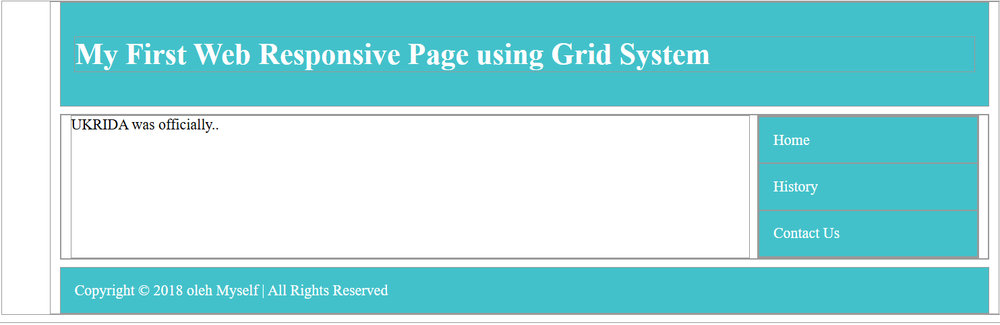 My First Web Responsive Page using Grid System
UKRIDA was officially..
Home
History
Contact Us
Copyright © 2018 oleh Myself | All Rights Reserved